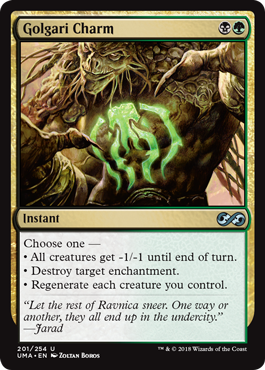 Golgari Charm
Instant
Choose one —
• All creatures get -1/-1 until end of turn.
• Destroy target enchantment.
• Regenerate each creature you control.
“Let the rest of Ravnica sneer. One way or
another, they all end up in the undercity.”
—Jarad
201/254 U
UMA • EN ZOLTAN BOROS
™ & © 2018 Wizards of the Coast